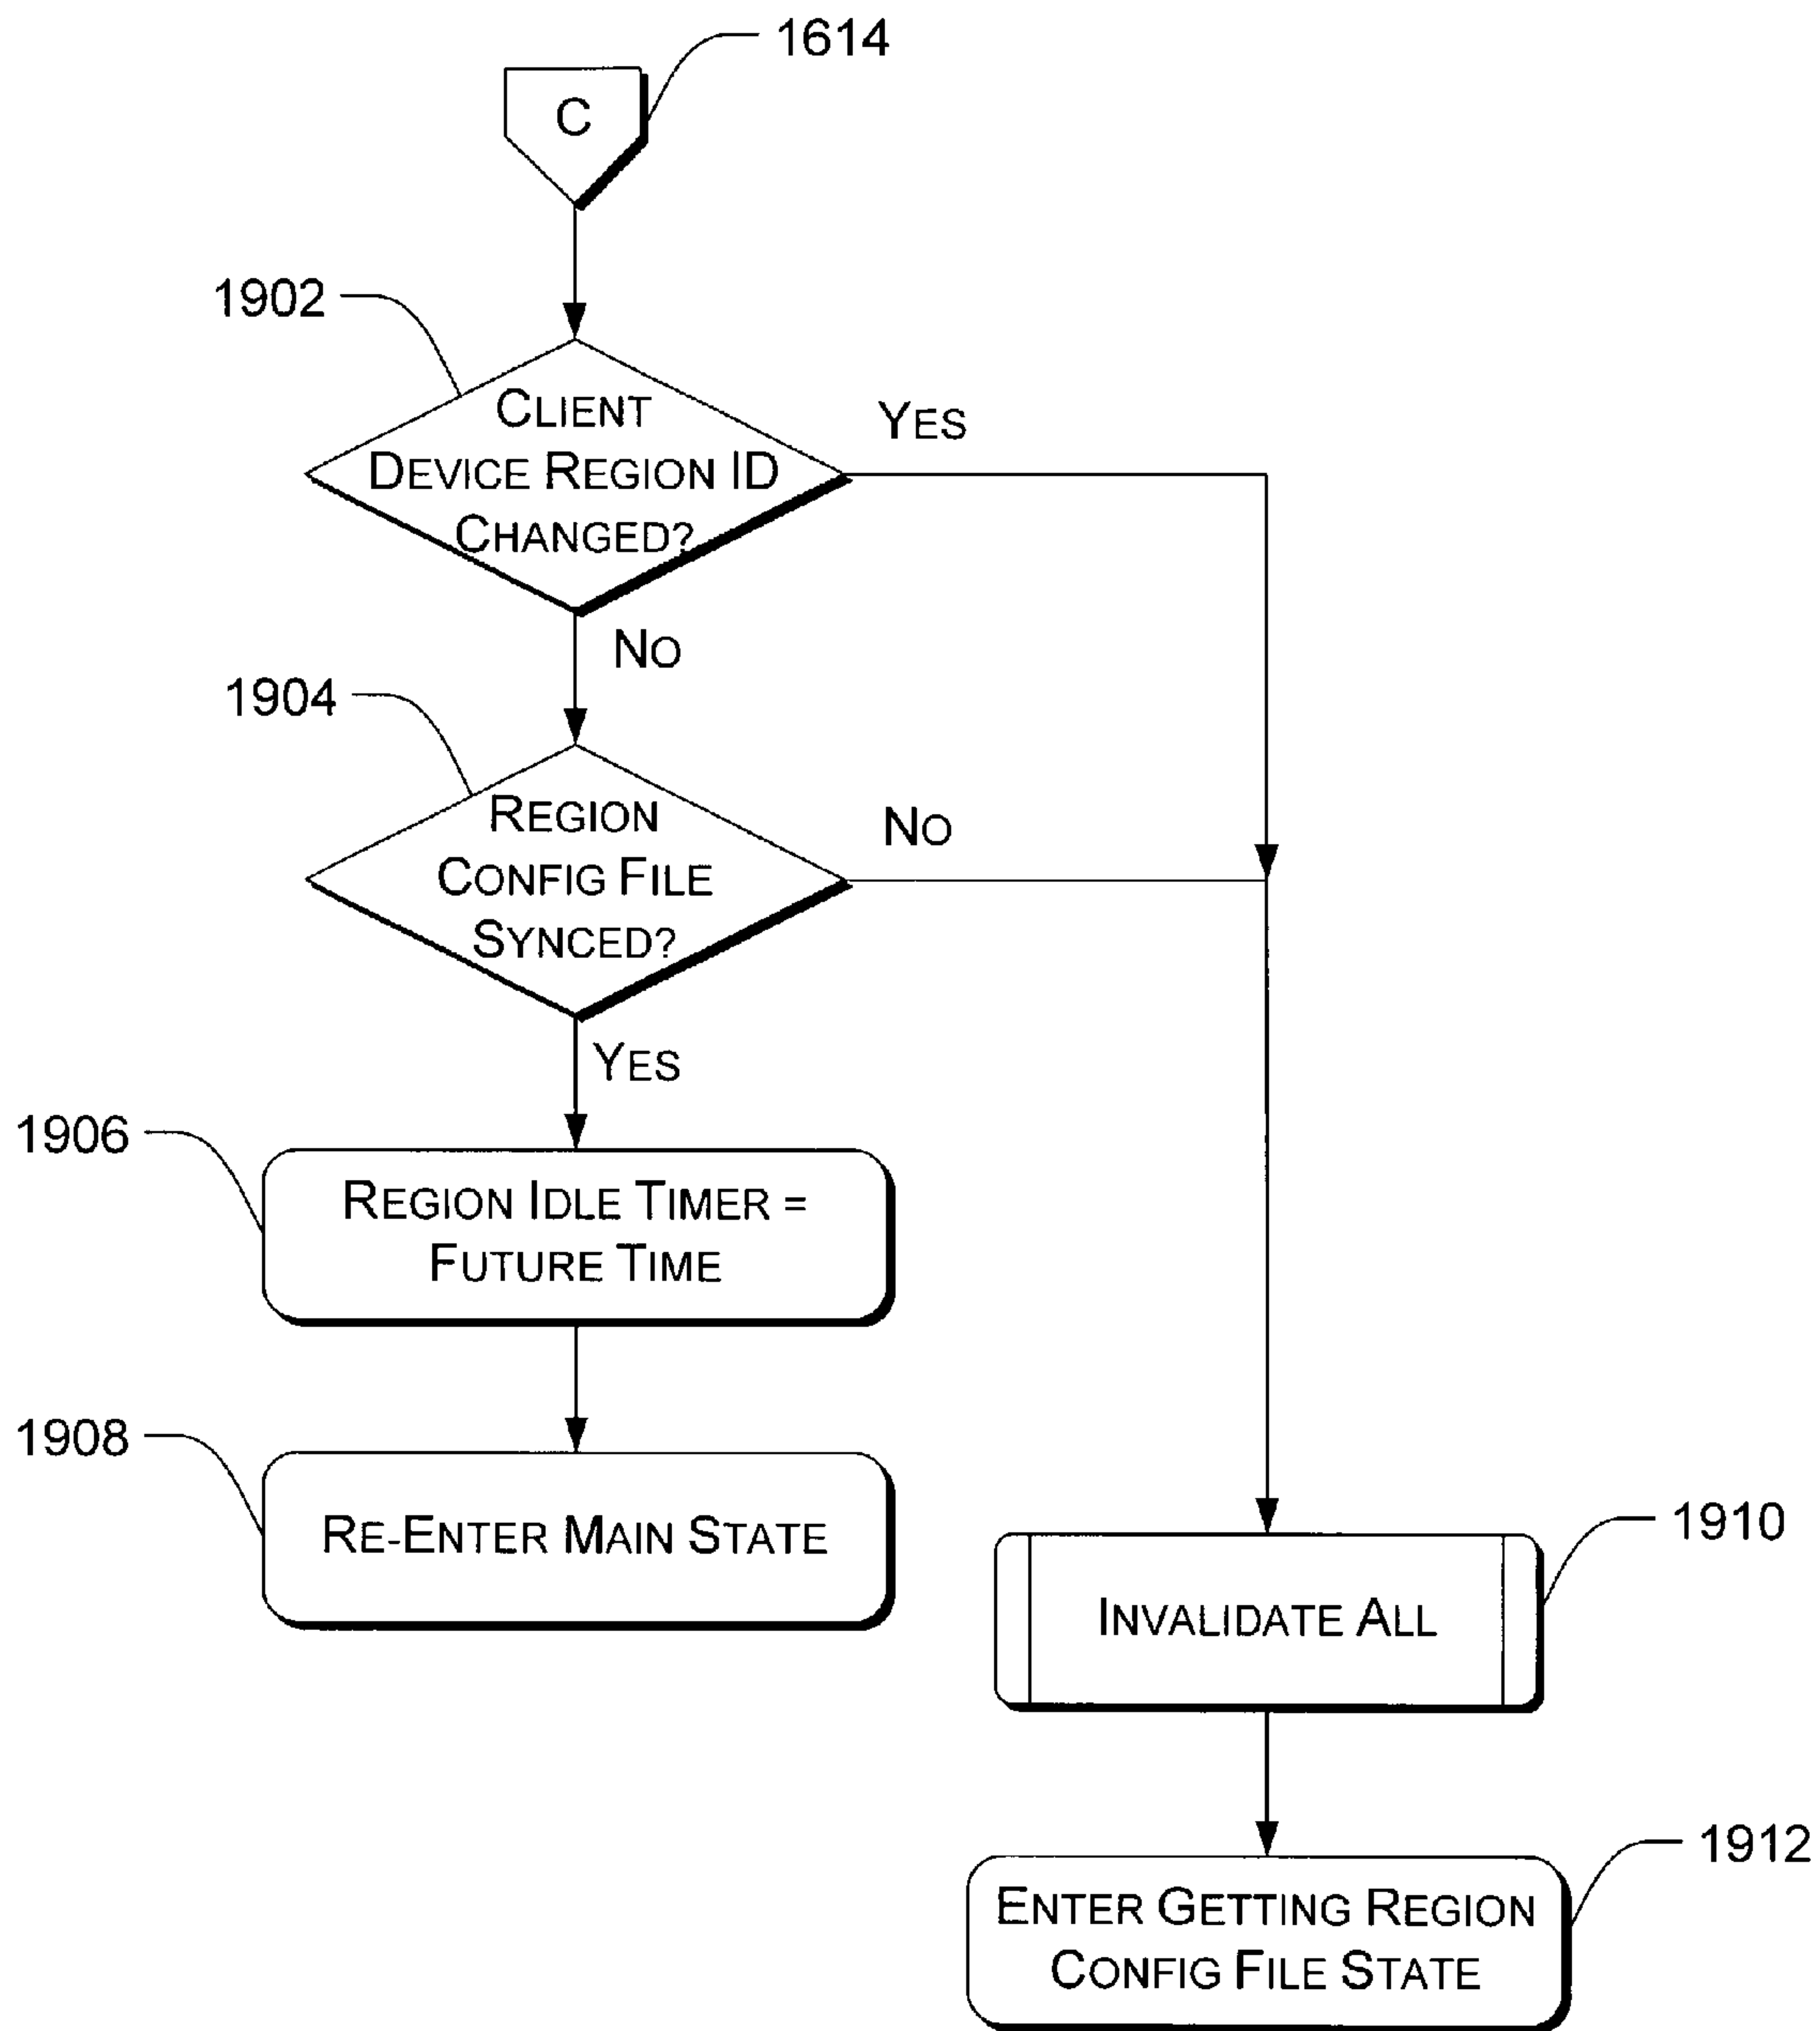 1614
C
1902
CLIENT
DEVICE REGION ID
CHANGED?
YES
NO
1904
REGION
CONFIG FILE
SYNCED?
NO
YES
1906
REGION IDLE TIMER =
FUTURE TIME
1908
RE-ENTER MAIN STATE
1910
INVALIDATE ALL
1912
ENTER GETTING REGION
CONFIG FILE STATE